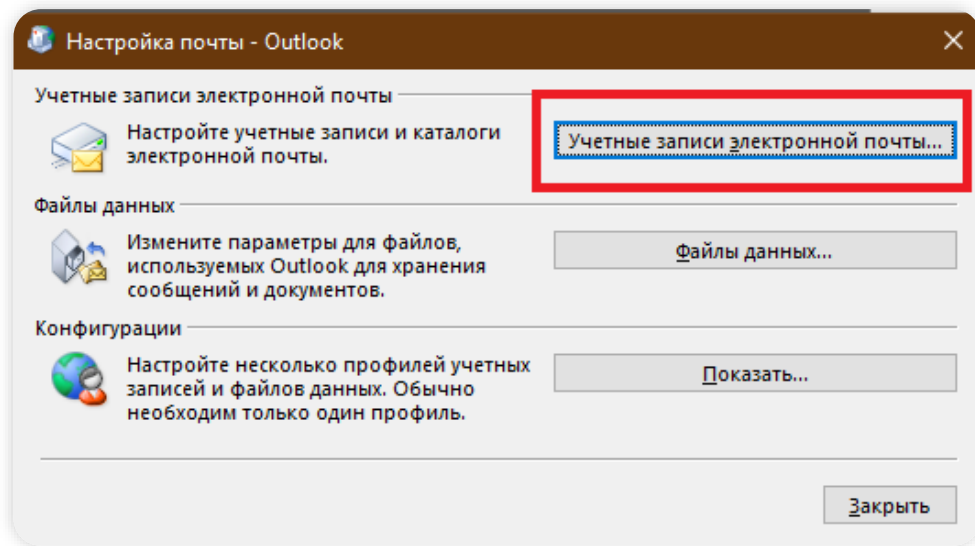 Настройка почты - Outlook
Учетные записи электронной почты
Настройте учетные записи и каталоги
электронной почты.
Учетные записи электронной почты...
Файлы данных
Измените параметры для файлов,
используемых Outlook для хранения
сообщений и документов.
Файлы данных...
Конфигурации
Настройте несколько профилей учетных
записей и файлов данных. Обычно
необходим только один профиль.
Показать...
Закрыть